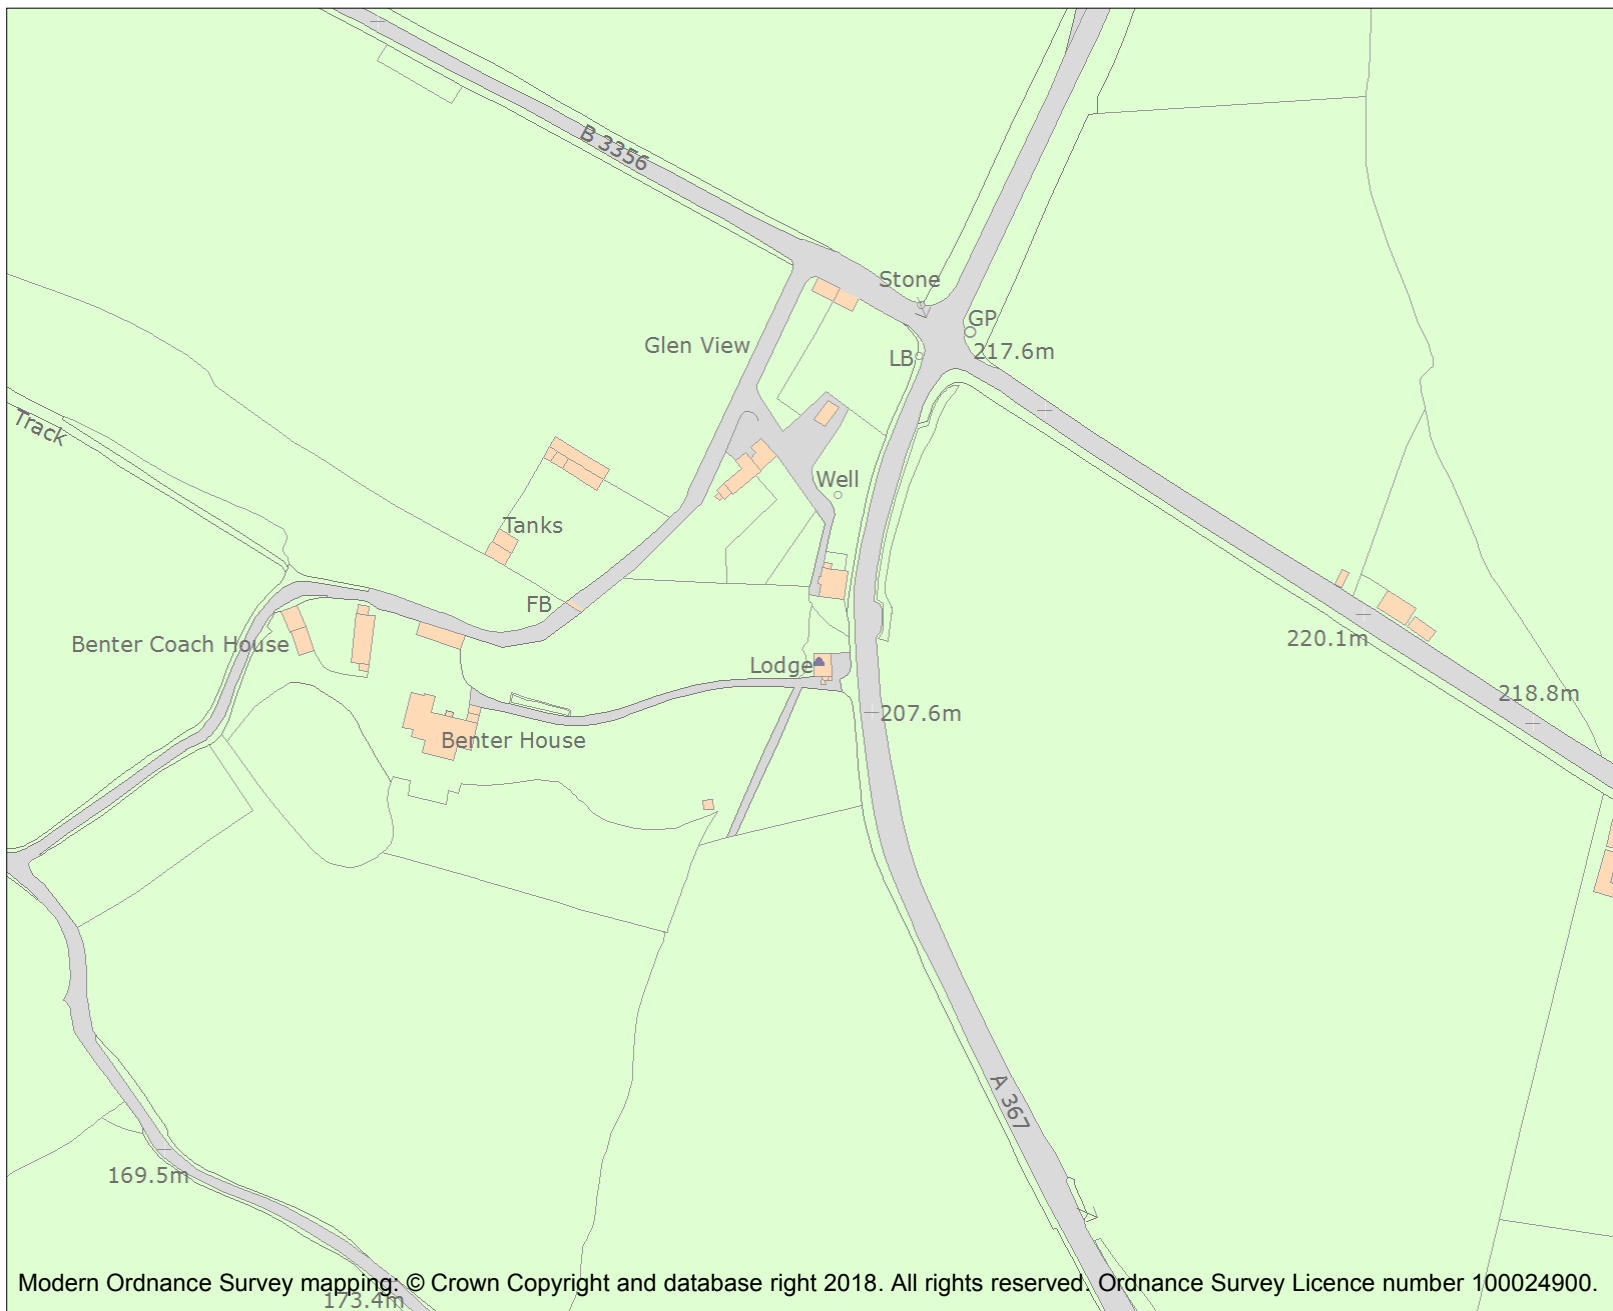 B 3356
Stone
GP
Glen View
LB
217.6m
Track
Well
Tanks
FB
Benter Coach House
220.1m
Lodge
218.8m
207.6m
Benter House
A 367
169.5m
Modern Ordnance Survey mapping: © Crown Copyright and database right 2018. All rights reserved. Ordnance Survey Licence number 100024900.
173.4m